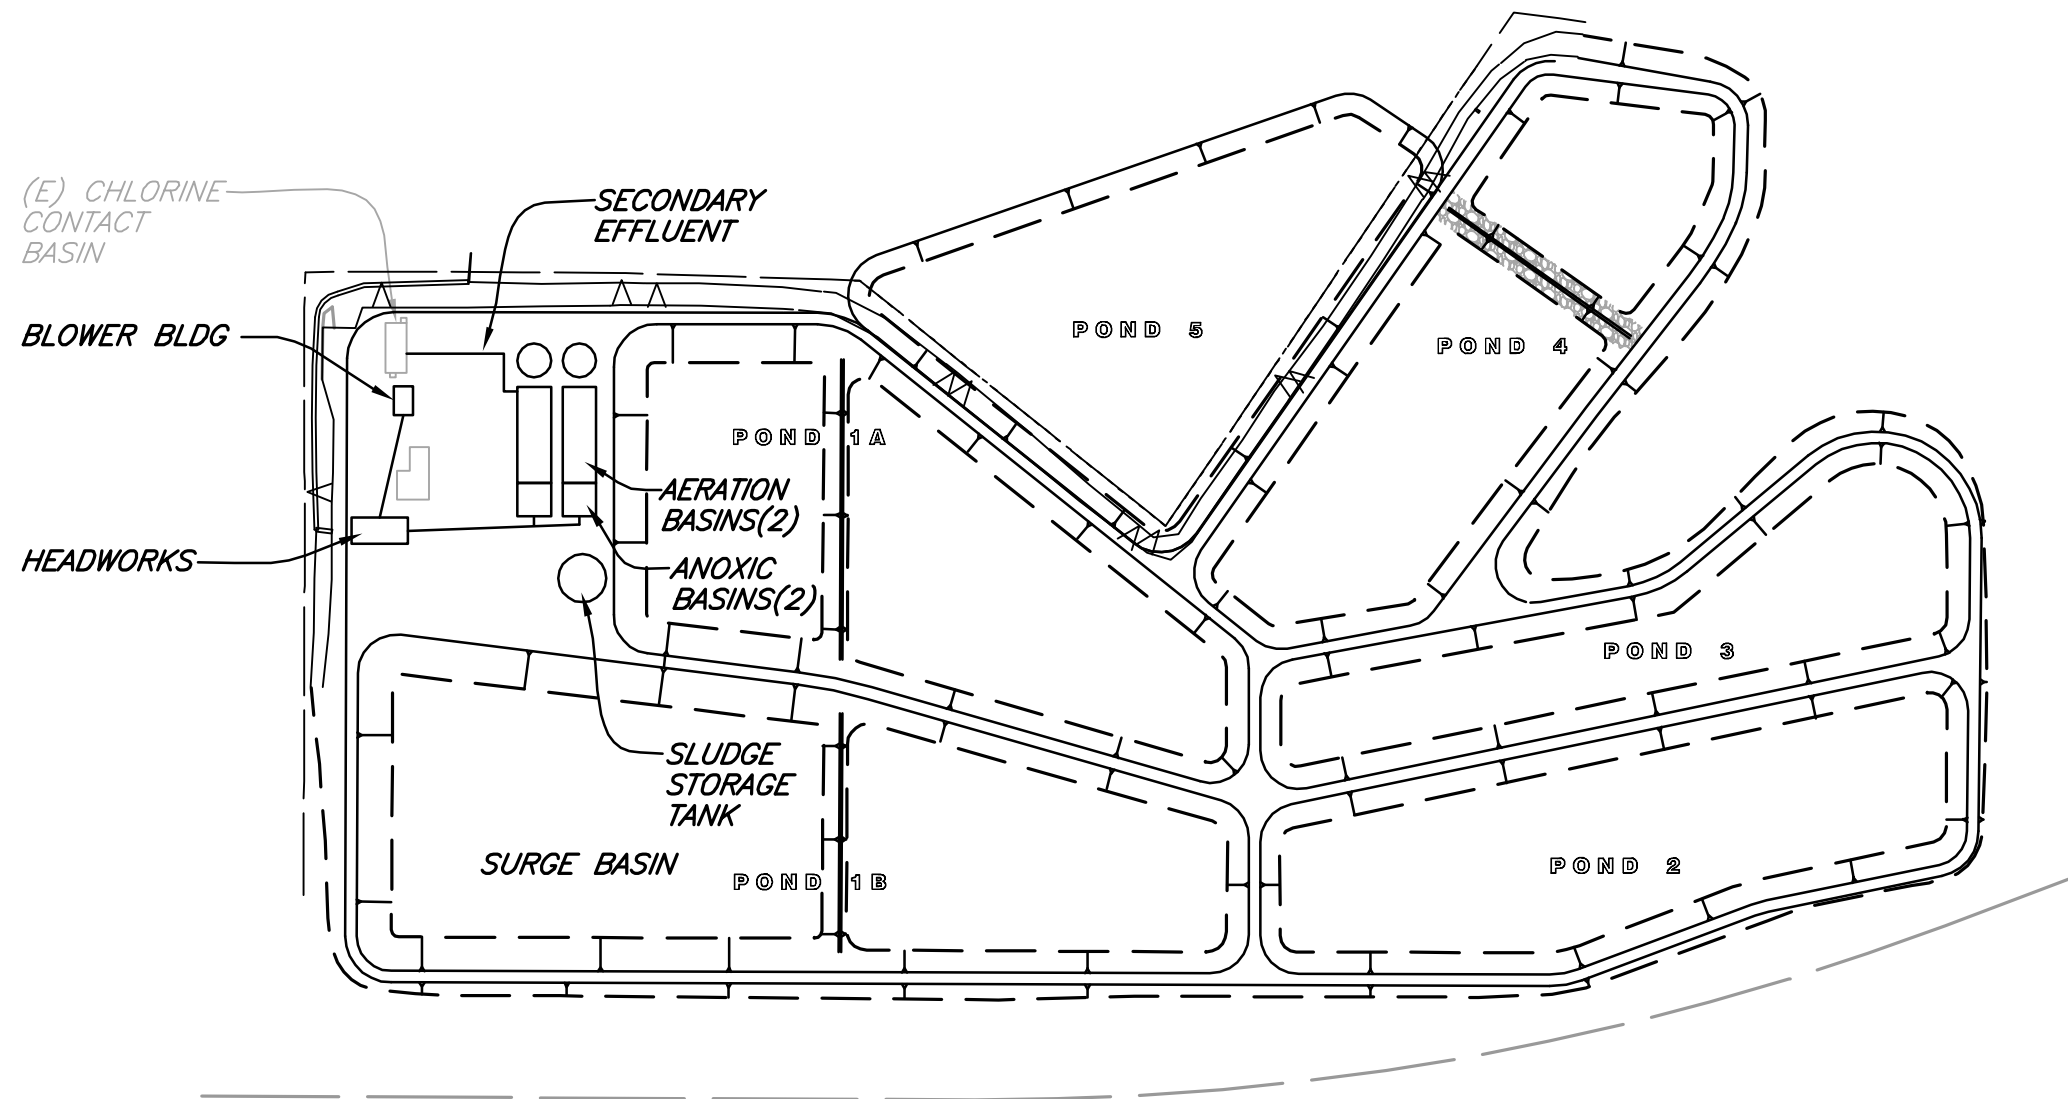 (E) CHLORINE
CONTACT
BASIN
SECONDARY
EFFLUENT
BLOWER BLDG
POND 5
POND 4
POND 1A
AERATION
BASINS(2)
HEADWORKS
ANOXIC
BASINS(2)
POND 3
SLUDGE
STORAGE
TANK
SURGE BASIN
POND 1B
POND 2